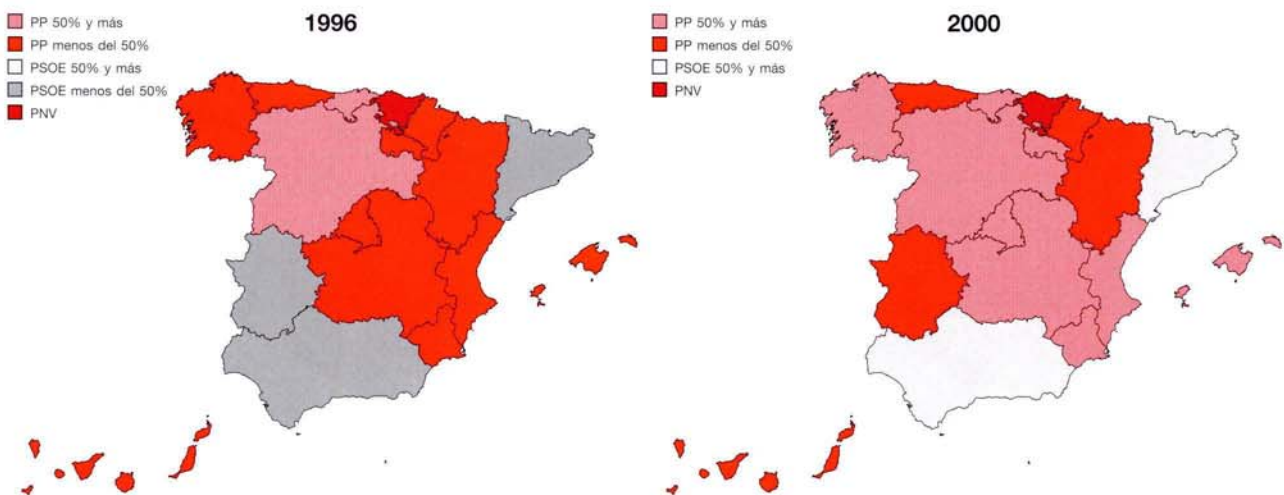 1996
PP 50% y más
PP menos del 50%
PSOE 50% y más
PSOE menos del 50%
PNV
2000
PP 50% y más
PP menos del 50%
PSOE 50% y más
PNV